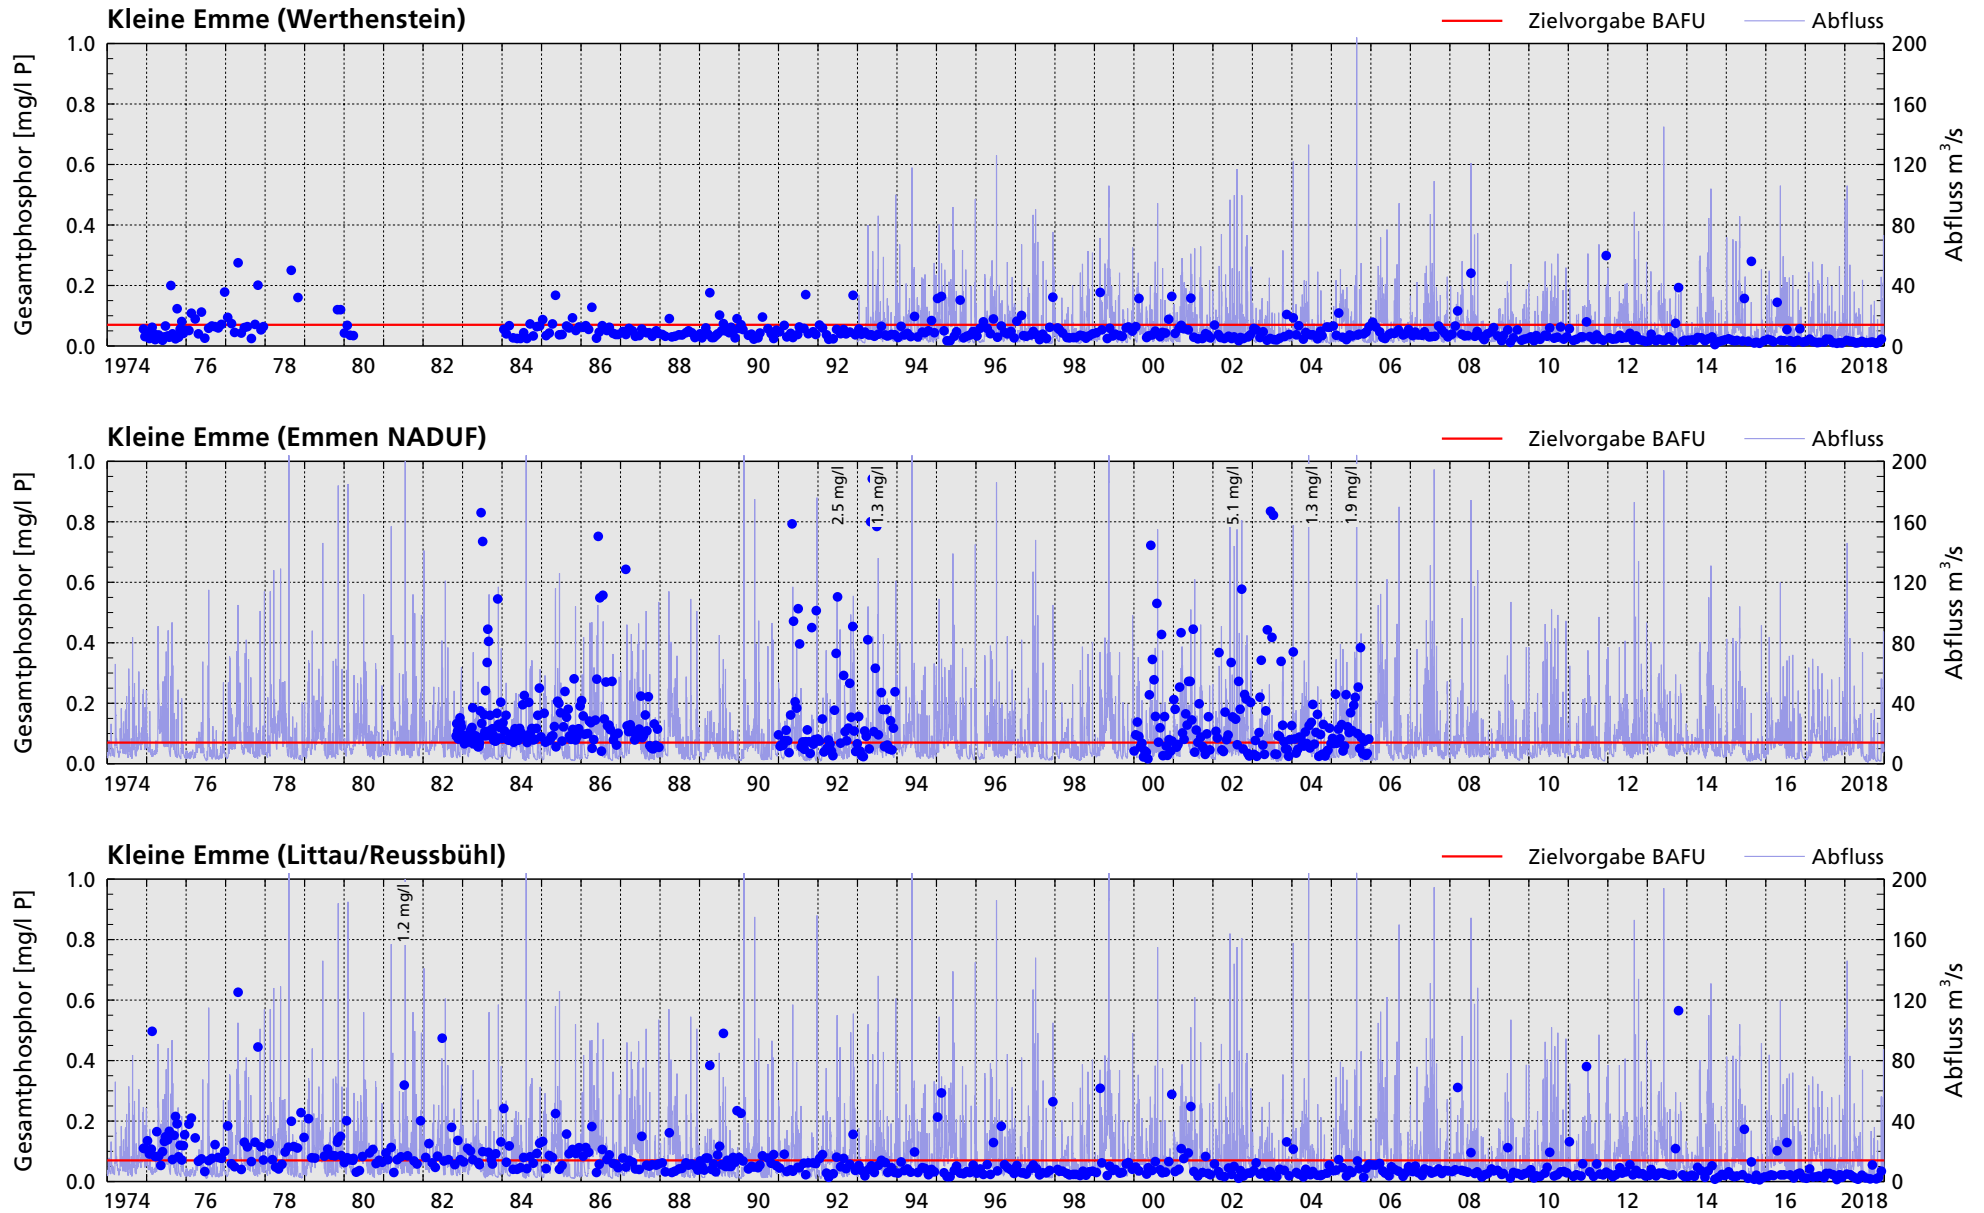 Kleine Emme (Werthenstein)
Zielvorgabe BAFU
Abfluss
Gesamtphosphor [mg/l P]
1.0
0.8
0.6
0.4
0.2
0.0
200
160
120
80
40
0
Abfluss m³/s
1974 76 78 80 82 84 86 88 90 92 94 96 98 00 02 04 06 08 10 12 14 16 2018
Kleine Emme (Emmen NADUF)
Zielvorgabe BAFU
Abfluss
Gesamtphosphor [mg/l P]
1.0
0.8
0.6
0.4
0.2
0.0
2.5 mg/l
1.3 mg/l
5.1 mg/l
1.3 mg/l
1.9 mg/l
200
160
120
80
40
0
Abfluss m³/s
1974 76 78 80 82 84 86 88 90 92 94 96 98 00 02 04 06 08 10 12 14 16 2018
Kleine Emme (Littau/Reussbühl)
Zielvorgabe BAFU
Abfluss
Gesamtphosphor [mg/l P]
1.0
0.8
0.6
0.4
0.2
0.0
1.2 mg/l
200
160
120
80
40
0
Abfluss m³/s
1974 76 78 80 82 84 86 88 90 92 94 96 98 00 02 04 06 08 10 12 14 16 2018